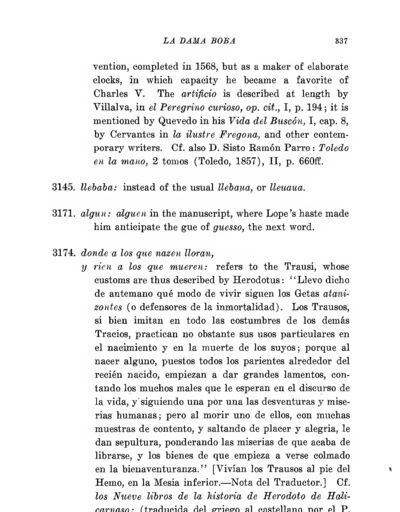 LA DAMA BOBA 337
vention, completed in 1568, but as a maker of elaborate
clocks, in which capacity he became a favorite of
Charles V. The artificio is described at length by
Villalva, in el Peregrino curioso, op. cit., I, p. 194; it is
mentioned by Quevedo in his Vida del Buscón, I, cap. 8,
by Cervantes in la ilustre Fregona, and other contem-
porary writers. Cf. also D. Sisto Ramón Parro: Toledo
en la mano, 2 tomos (Toledo, 1857), II, p. 660ff.
3145. llebaba: instead of the usual llebaua, or lleuaua.
3171. algun: alguen in the manuscript, where Lope's haste made
him anticipate the gue of guesso, the next word.
3174. donde a los que nazen lloran,
y rien a los que mueren: refers to the Trausi, whose
customs are thus described by Herodotus: "Llevo dicho
de antemano qué modo de vivir siguen los Getas atani-
zontes (o defensores de la inmortalidad). Los Trausos,
si bien imitan en todo las costumbres de los demás
Tracios, practican no obstante sus usos particulares en
el nacimiento y en la muerte de los suyos; porque al
nacer alguno, puestos todos los parientes alrededor del
recién nacido, empiezan a dar grandes lamentos, con-
tando los muchos males que le esperan en el discurso de
la vida, y siguiendo una por una las desventuras y mise-
rias humanas; pero al morir uno de ellos, con muchas
muestras de contento, y saltando de placer y alegria, le
dan sepultura, ponderando las miserias de que acaba de
librarse, y los bienes de que empieza a verse colmado
en la bienaventuranza." [Vivían los Trausos al pie del
Hemo, en la Mesia inferior.—Nota del Traductor.] Cf.
los Nueve libros de la historia de Herodoto de Hali-
carnaso: (traducida del griego al castellano por el P.